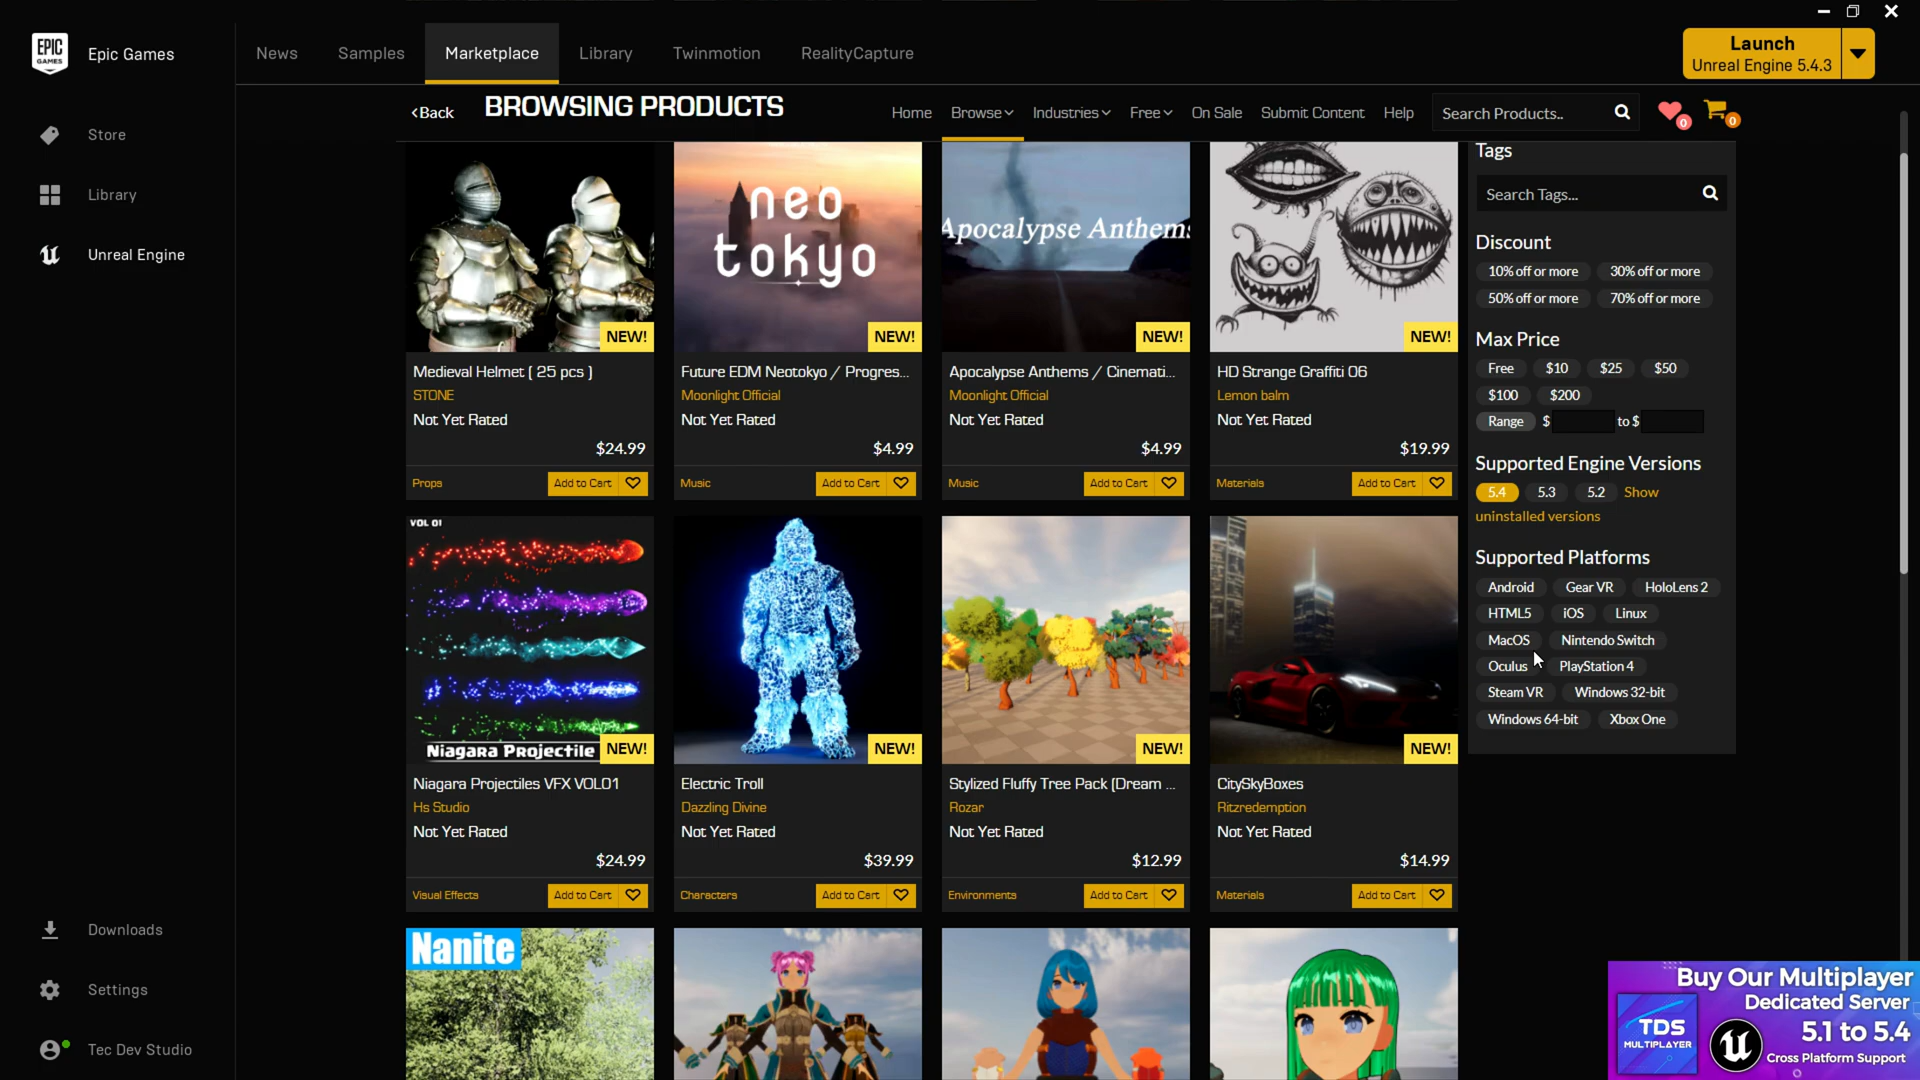 EPIC GAMES
Epic Games
News
Samples
Marketplace
Library
Twinmotion
RealityCapture
Launch
Unreal Engine 5.4.3
Store
Library
Unreal Engine
Downloads
Settings
Tec Dev Studio
<Back
BROWSING PRODUCTS
Home
Browse
Industries
Free
On Sale
Submit Content
Help
Search Products..
0
0
neo
tokyo
Apocalypse Anthems
NEW!
NEW!
NEW!
NEW!
Medieval Helmet ( 25 pcs )
STONE
Not Yet Rated
$24.99
Props
Add to Cart
Future EDM Neotokyo / Progres...
Moonlight Official
Not Yet Rated
$4.99
Music
Add to Cart
Apocalypse Anthems / Cinemati...
Moonlight Official
Not Yet Rated
$4.99
Music
Add to Cart
HD Strange Graffiti 06
Lemon balm
Not Yet Rated
$19.99
Materials
Add to Cart
VOL 01
Niagara Projectile
NEW!
NEW!
NEW!
NEW!
Niagara Projectiles VFX VOL01
Hs Studio
Not Yet Rated
$24.99
Visual Effects
Add to Cart
Electric Troll
Dazzling Divine
Not Yet Rated
$39.99
Characters
Add to Cart
Stylized Fluffy Tree Pack (Dream ...
Rozar
Not Yet Rated
$12.99
Environments
Add to Cart
CitySkyBoxes
Ritzredemption
Not Yet Rated
$14.99
Materials
Add to Cart
Nanite
Tags
Search Tags...
Discount
10% off or more 30% off or more
50% off or more 70% off or more
Max Price
Free $10 $25 $50
$100 $200
Range $ to $
Supported Engine Versions
5.4 5.3 5.2 Show
uninstalled versions
Supported Platforms
Android Gear VR HoloLens 2
HTML5 iOS Linux
MacOS Nintendo Switch
Oculus PlayStation 4
Steam VR Windows 32-bit
Windows 64-bit Xbox One
Buy Our Multiplayer
Dedicated Server
5.1 to 5.4
Cross Platform Support
TDS
MULTIPLAYER